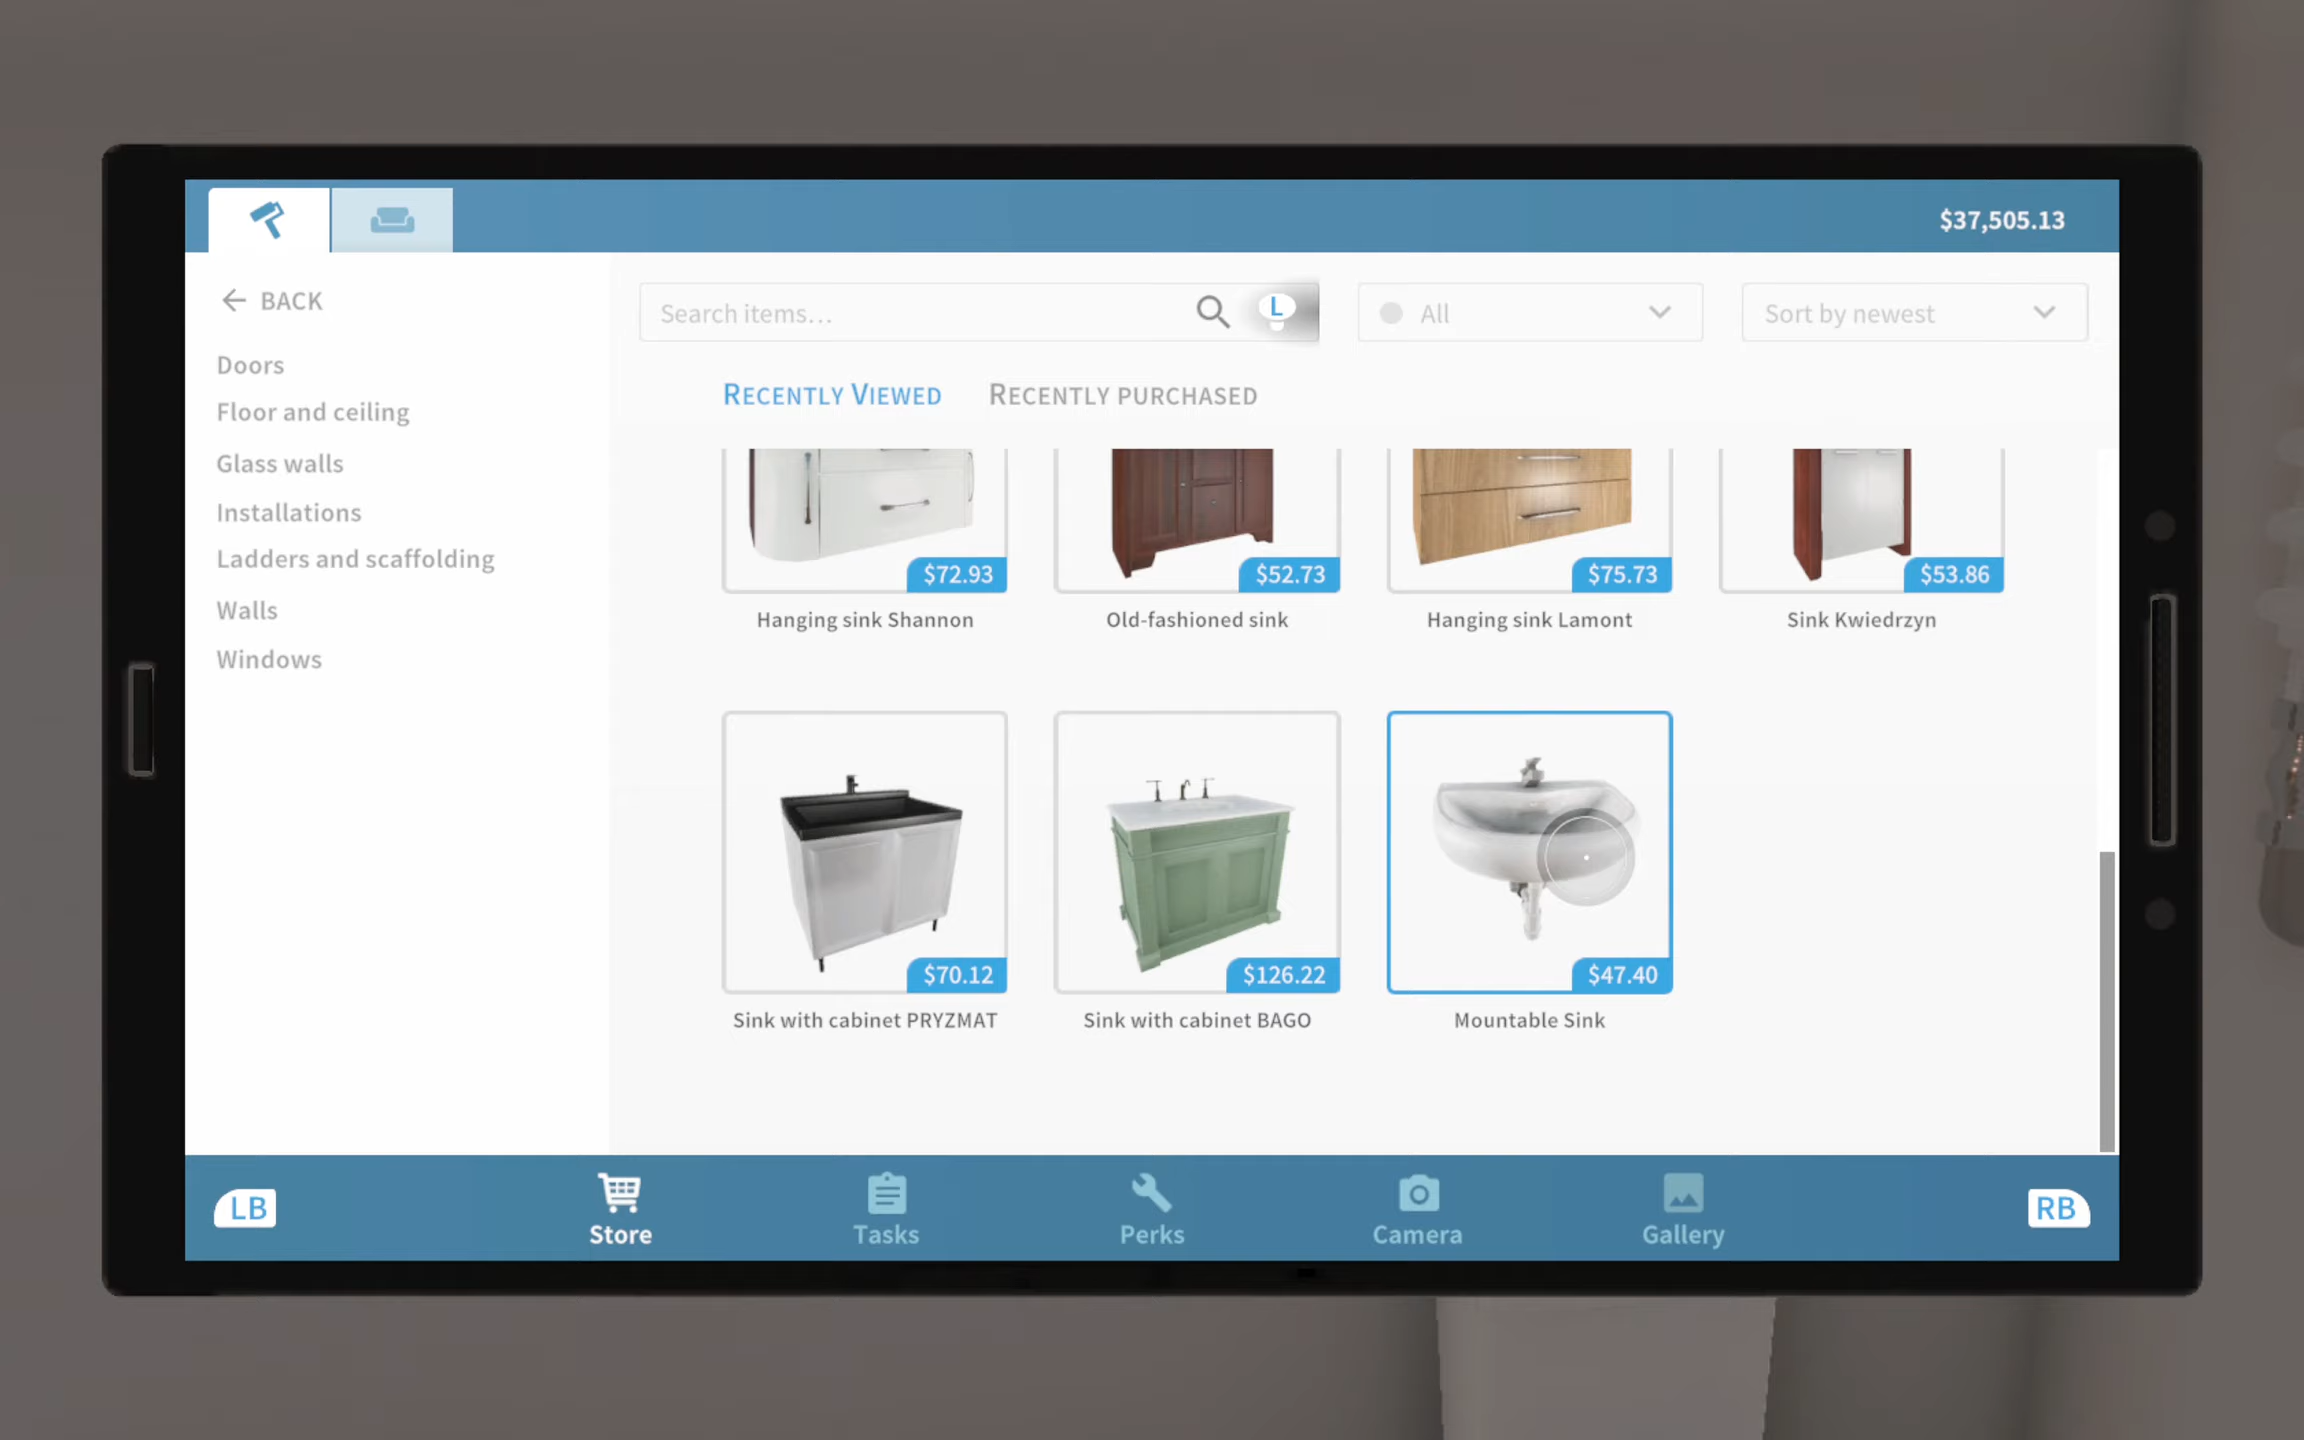 $37,505.13
BACK
Search items...
L
All
Sort by newest
Doors
Floor and ceiling
Glass walls
Installations
Ladders and scaffolding
Walls
Windows
RECENTLY VIEWED
RECENTLY PURCHASED
$72.93
$52.73
$75.73
$53.86
Hanging sink Shannon
Old-fashioned sink
Hanging sink Lamont
Sink Kwiedrzyn
$70.12
$126.22
$47.40
Sink with cabinet PRYZMAT
Sink with cabinet BAGO
Mountable Sink
LB
Store
Tasks
Perks
Camera
Gallery
RB